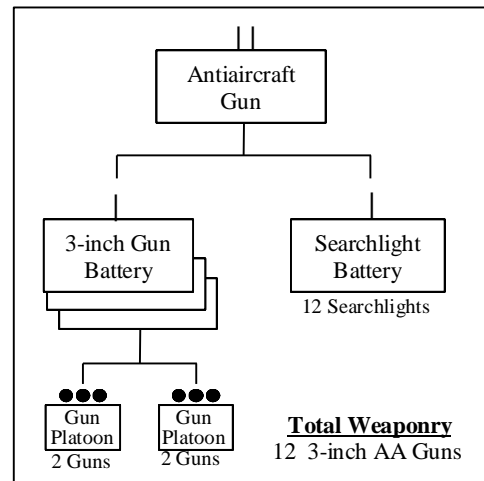 Antiaircraft
Gun
3-inch Gun
Battery
Searchlight
Battery
12 Searchlights
Gun
Platoon
2 Guns
Gun
Platoon
2 Guns
Total Weaponry
12 3-inch AA Guns